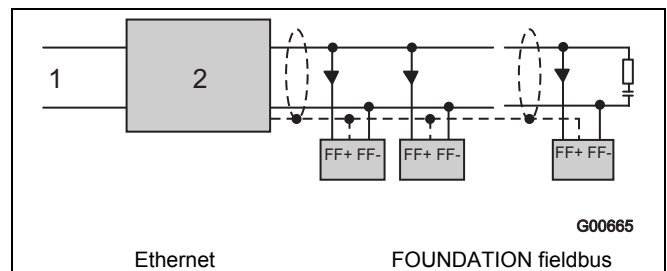 1
2
FF+ FF-
FF+ FF-
FF+ FF-
G00665
Ethernet
FOUNDATION fieldbus